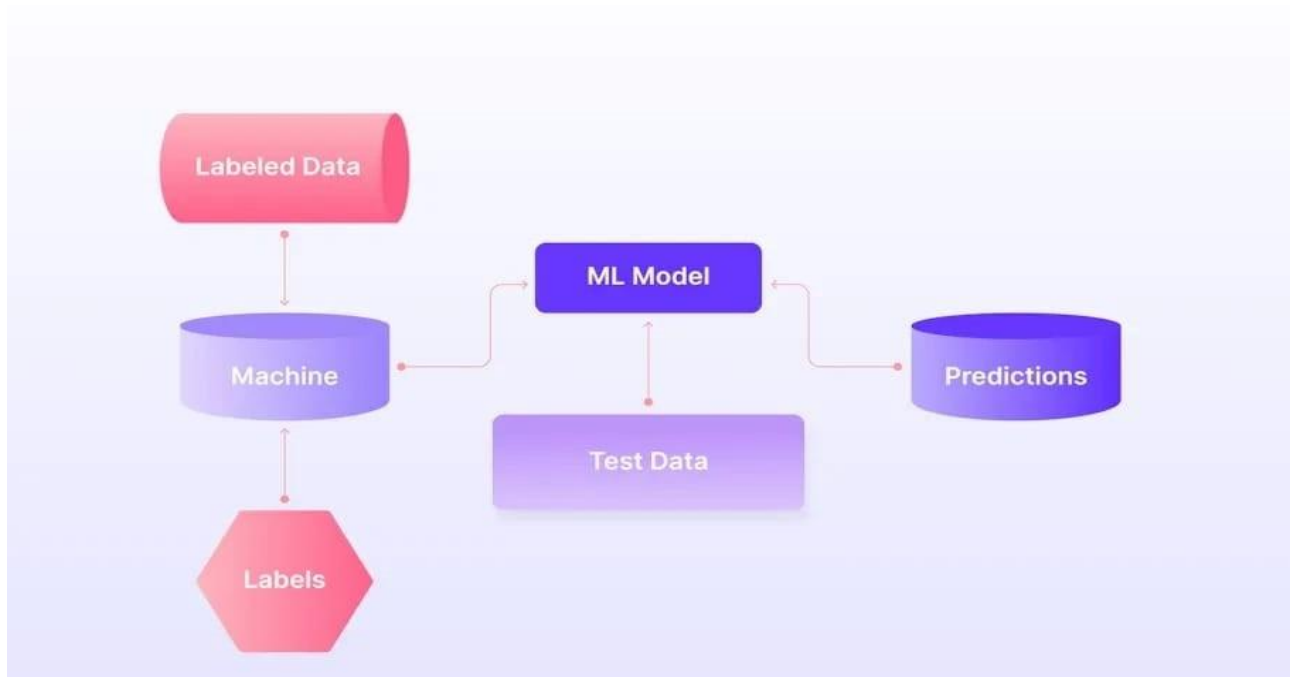 Labeled Data
ML Model
Machine
Predictions
Test Data
Labels